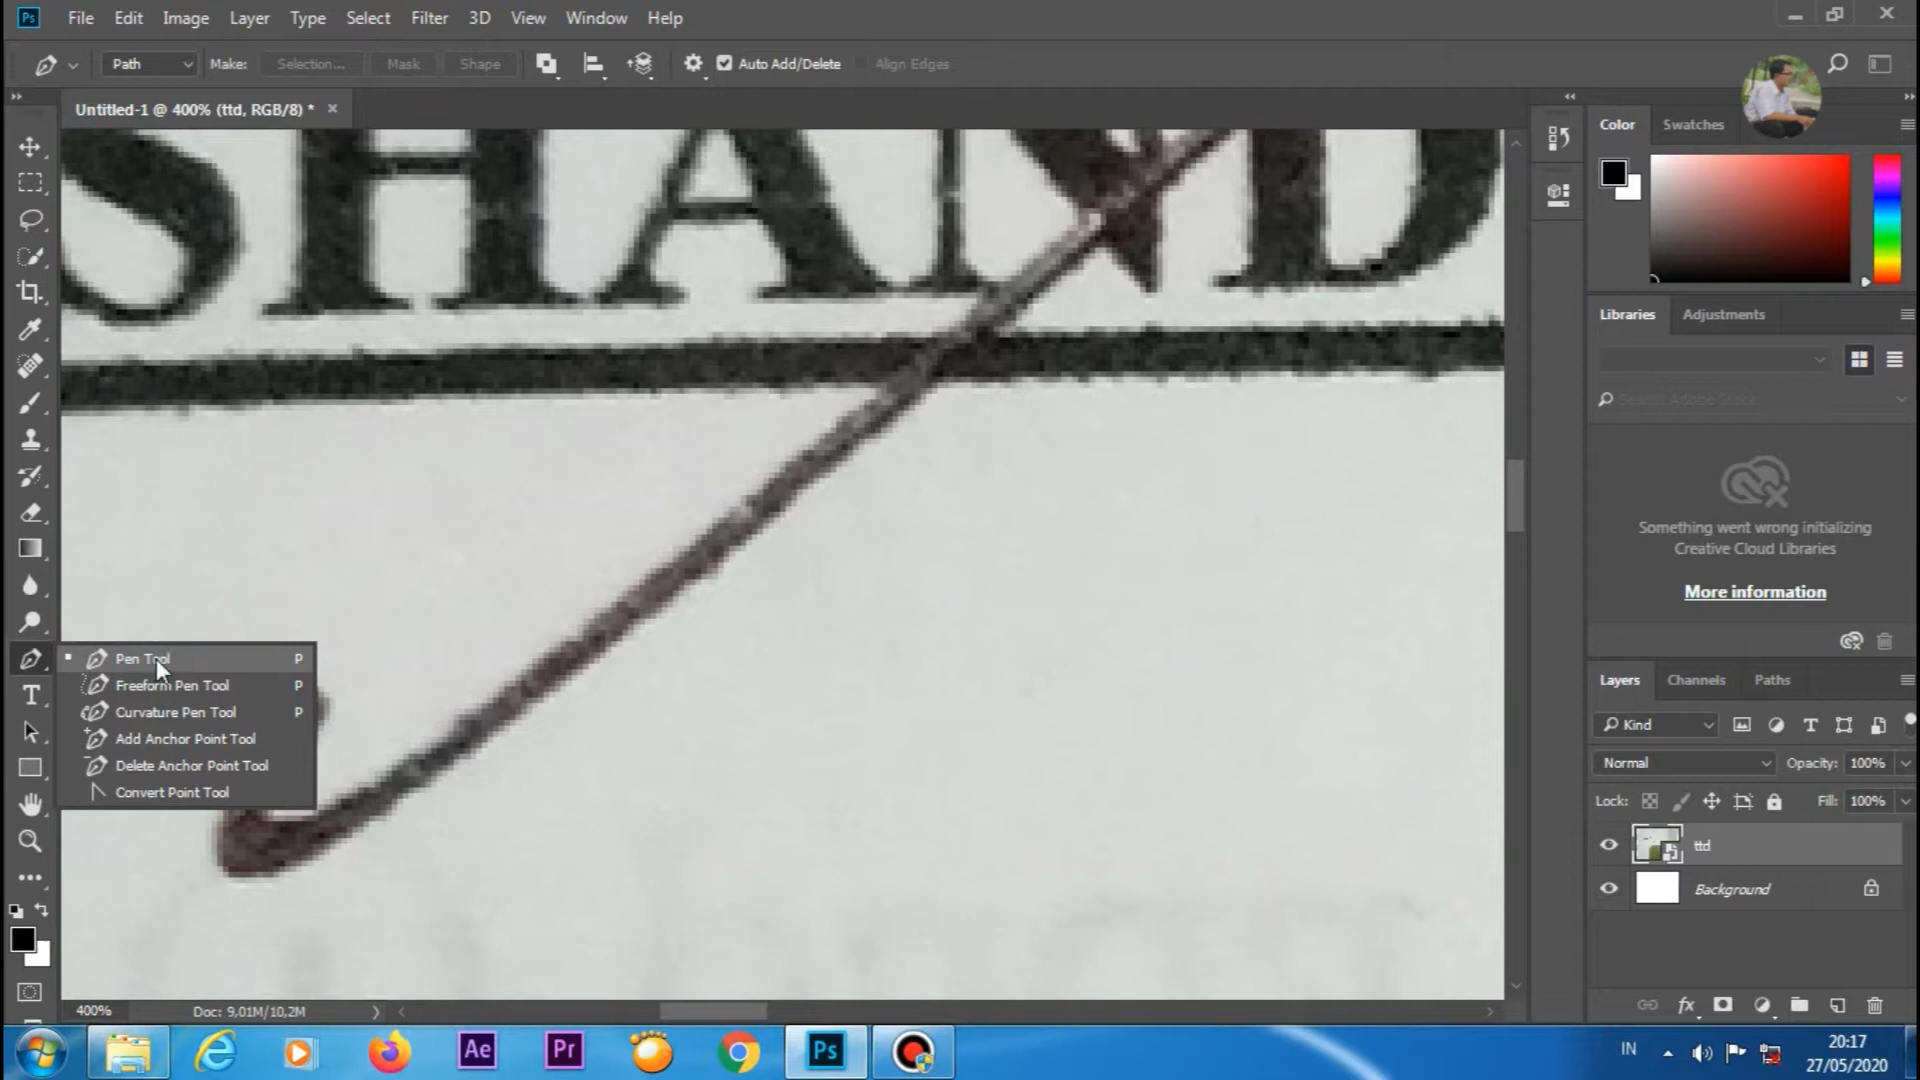 Ps File Edit Image Layer Type Select Filter 3D View Window Help
Path Make: Selection... Mask Shape Auto Add/Delete Align Edges
Untitled-1 @ 400% (ttd, RGB/8) *
SHAND
Color Swatches
Libraries Adjustments
Search Adobe Stock
Something went wrong initializing
Creative Cloud Libraries
More information
Pen Tool P
Freeform Pen Tool P
Curvature Pen Tool P
Add Anchor Point Tool
Delete Anchor Point Tool
Convert Point Tool
Layers Channels Paths
Kind
Normal Opacity: 100%
Lock: Fill: 100%
ttd
Background
fx
400% Doc: 9,01M/10,2M
Ae Pr Ps IN 20:17
27/05/2020